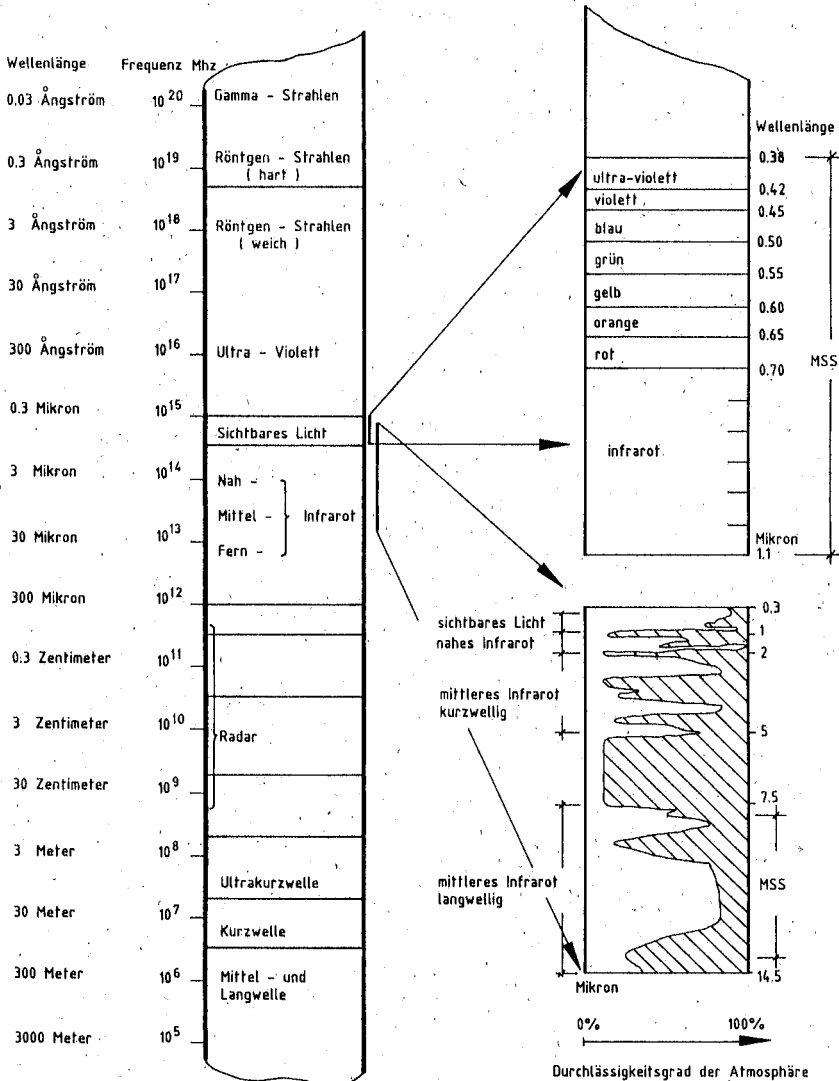 Wellenlänge Frequenz Mhz
0.03 Ångström 10 20 Gamma - Strahlen
0.3 Ångström 10 19 Röntgen - Strahlen
( hart )
3 Ångström 10 18 Röntgen - Strahlen
( weich )
30 Ångström 10 17
300 Ångström 10 16 Ultra - Violett
0.3 Mikron 10 15
Sichtbares Licht
3 Mikron 10 14
Nah -
Mittel - Infrarot
30 Mikron 10 13
Fern -
300 Mikron 10 12
0.3 Zentimeter 10 11
3 Zentimeter 10 10 Radar
30 Zentimeter 10 9
3 Meter 10 8
Ultrakurzwelle
30 Meter 10 7
Kurzwelle
300 Meter 10 6 Mittel - und
Langwelle
3000 Meter 10 5
Wellenlänge
0.38
ultra-violett
0.42
violett
0.45
blau
0.50
grün
0.55
gelb
0.60
orange
0.65
rot
0.70
MSS
infrarot
Mikron
1.1
0,3
sichtbares Licht
1
nahes Infrarot
2
mittleres Infrarot
kurzwellig
5
7.5
mittleres Infrarot
langwellig
MSS
14,5
Mikron
0% 100%
Durchlässigkeitsgrad der Atmosphäre